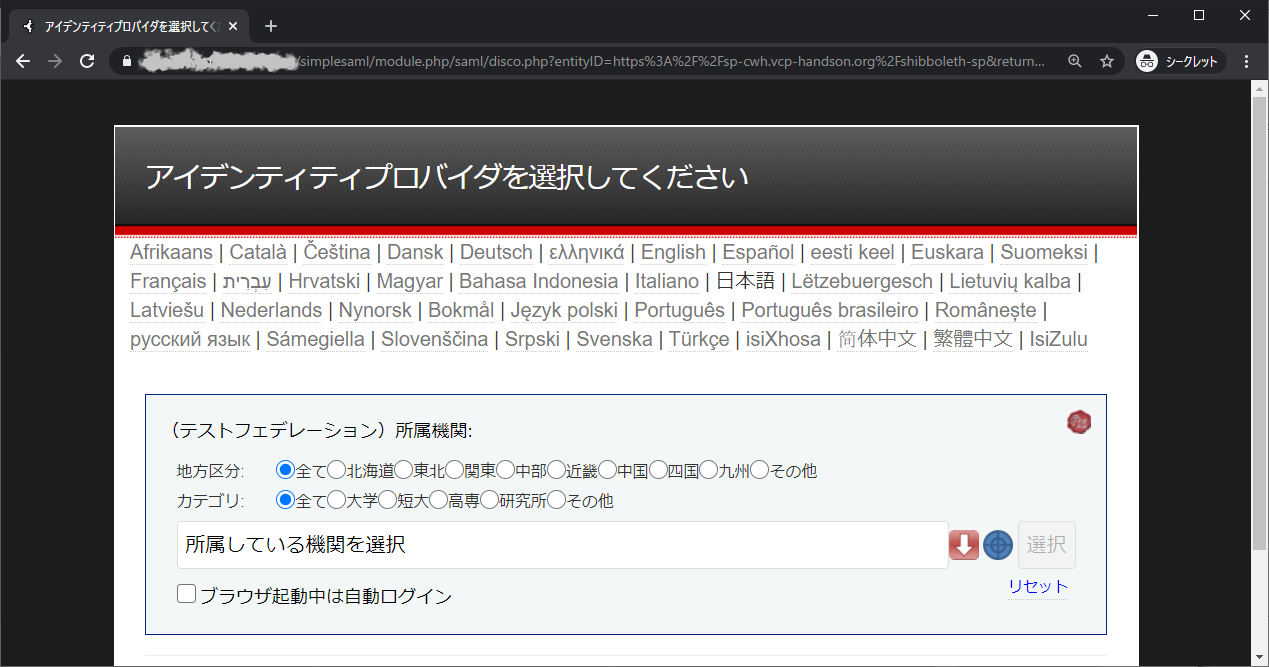 アイデンティティプロバイダを選択してく
/simplesaml/module.php/saml/disco.php?entityID=https%3A%2F%2Fsp-cwh.vcp-handson.org%2Fshibboleth-sp&return...
シークレット
アイデンティティプロバイダを選択してください
Afrikaans | Català | Čeština | Dansk | Deutsch | ελληνικά | English | Español | eesti keel | Euskara | Suomeksi |
Français | עִבְרִית | Hrvatski | Magyar | Bahasa Indonesia | Italiano | 日本語 | Lëtzebuergesch | Lietuvių kalba |
Latviešu | Nederlands | Nynorsk | Bokmål | Język polski | Português | Português brasileiro | Românește |
русский язык | Sámegiella | Slovenščina | Srpski | Svenska | Türkçe | isiXhosa | 简体中文 | 繁體中文 | IsiZulu
（テストフェデレーション）所属機関:
地方区分: 全て 北海道 東北 関東 中部 近畿 中国 四国 九州 その他
カテゴリ: 全て 大学 短大 高専 研究所 その他
所属している機関を選択 選択
リセット
ブラウザ起動中は自動ログイン